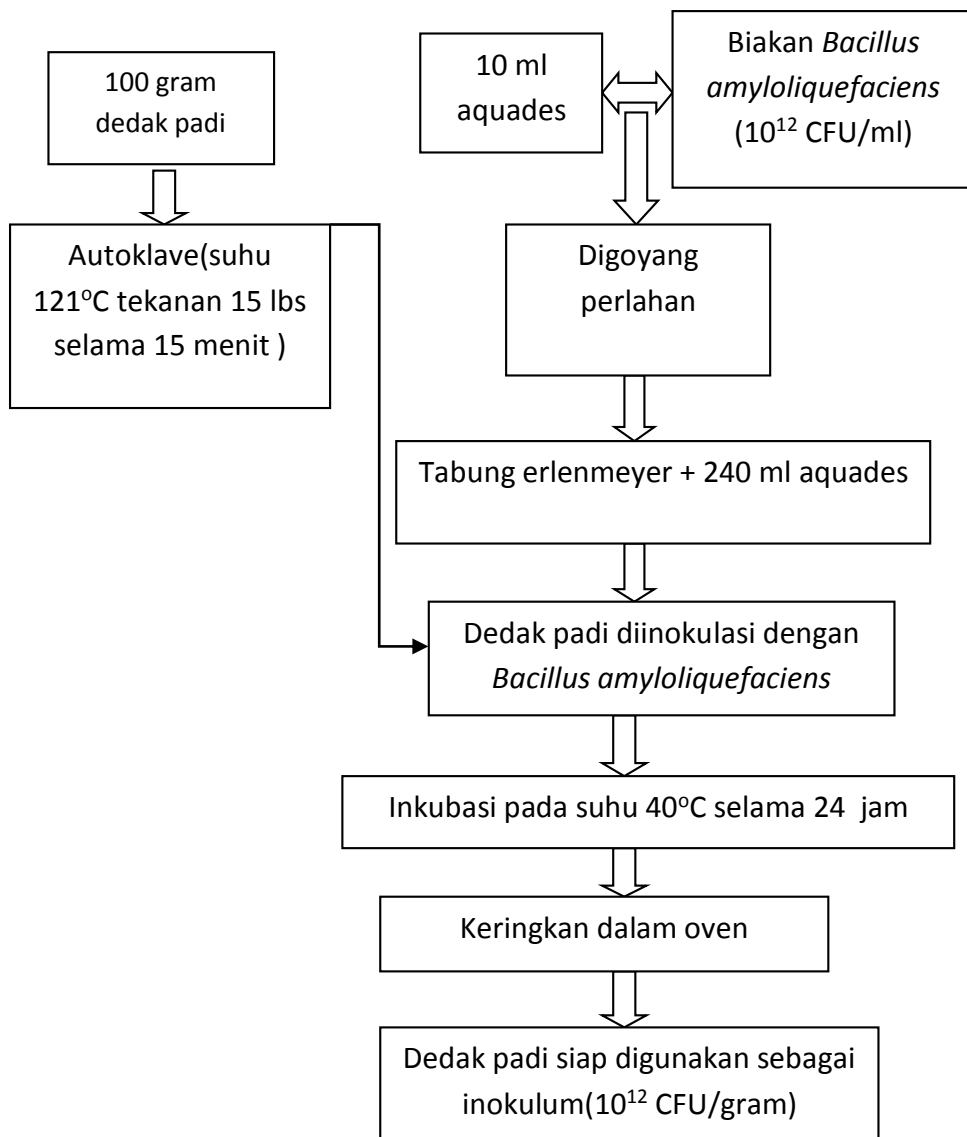 100 gram
dedak padi
10 ml
aquades
Biakan Bacillus
amyloliquefaciens
(10¹² CFU/ml)
Autoklave(suhu
121°C tekanan 15 lbs
selama 15 menit )
Digoyang
perlahan
Tabung erlenmeyer + 240 ml aquades
Dedak padi diinokulasi dengan
Bacillus amyloliquefaciens
Inkubasi pada suhu 40°C selama 24 jam
Keringkan dalam oven
Dedak padi siap digunakan sebagai
inokulum(10¹² CFU/gram)